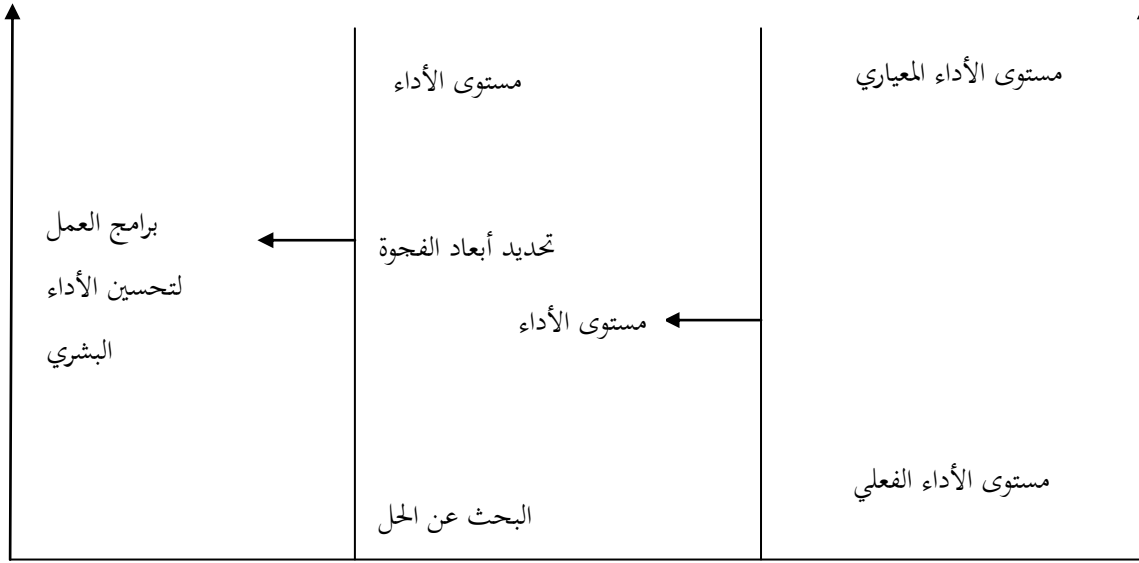 مستوى الأداء المعياري
مستوى الأداء الفعلي
مستوى الأداء
تحديد أبعاد الفجوة
مستوى الأداء
البحث عن الحل
برامج العمل
لتحسين الأداء
البشري